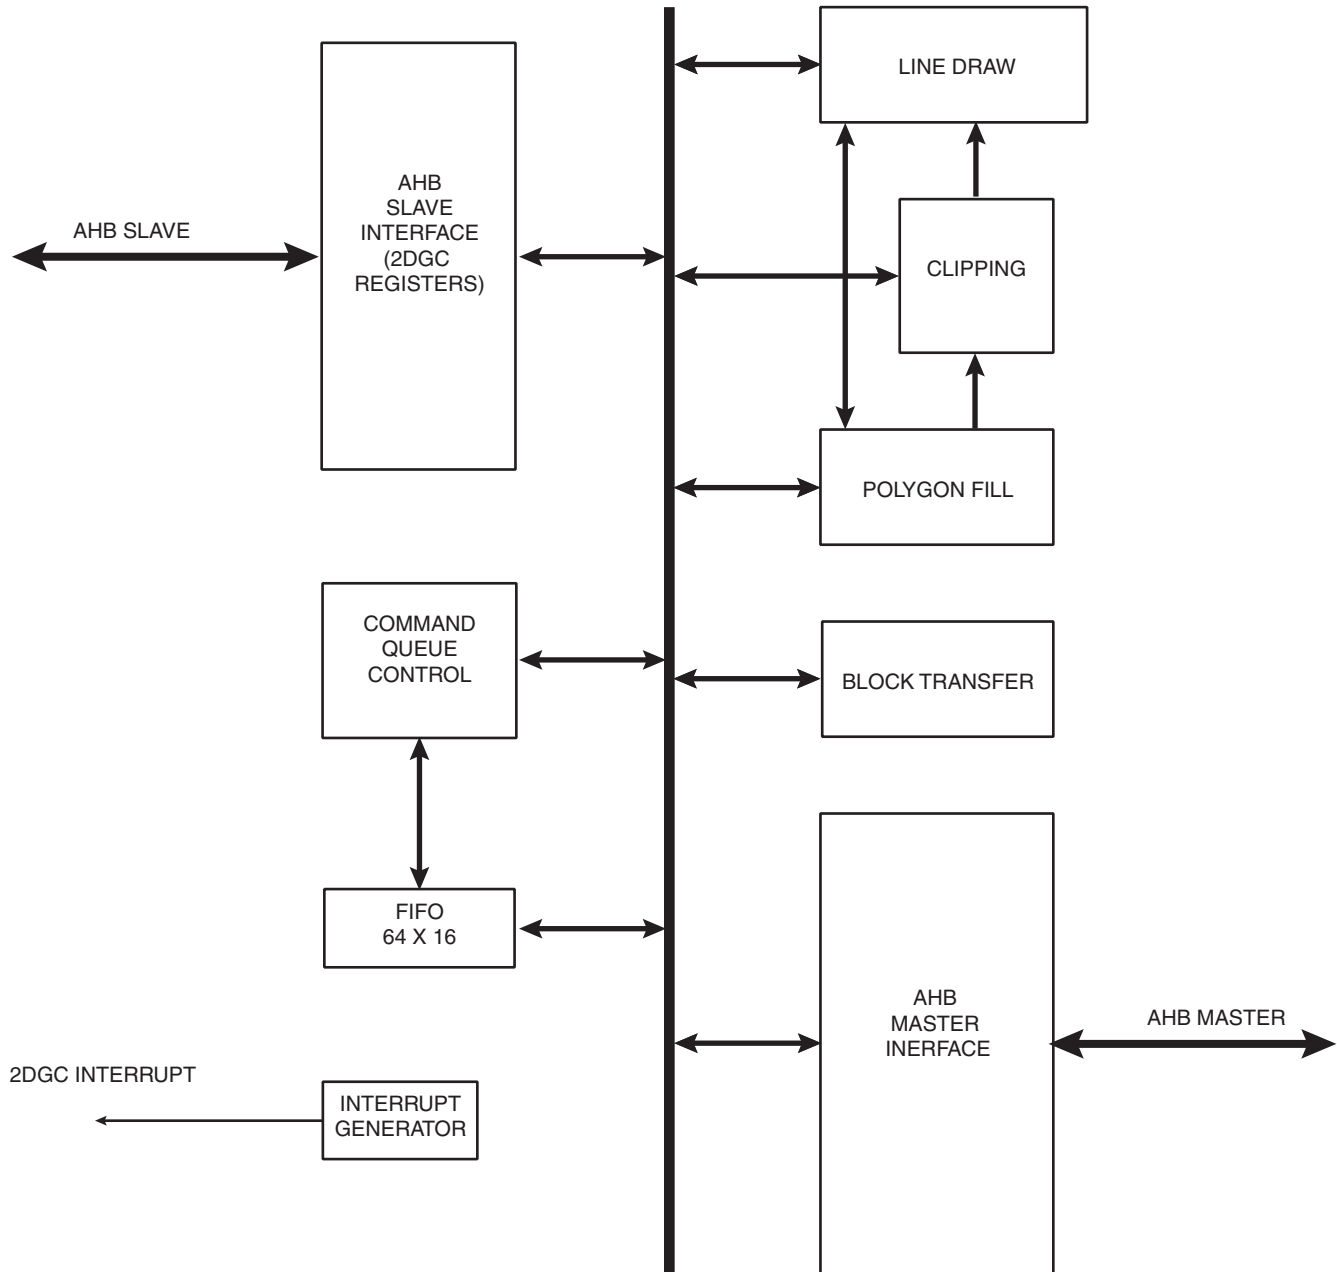 LINE DRAW
AHB
SLAVE
INTERFACE
(2DGC
REGISTERS)
AHB SLAVE
CLIPPING
POLYGON FILL
COMMAND
QUEUE
CONTROL
BLOCK TRANSFER
FIFO
64 X 16
AHB
MASTER
INERFACE
AHB MASTER
2DGC INTERRUPT
INTERRUPT
GENERATOR